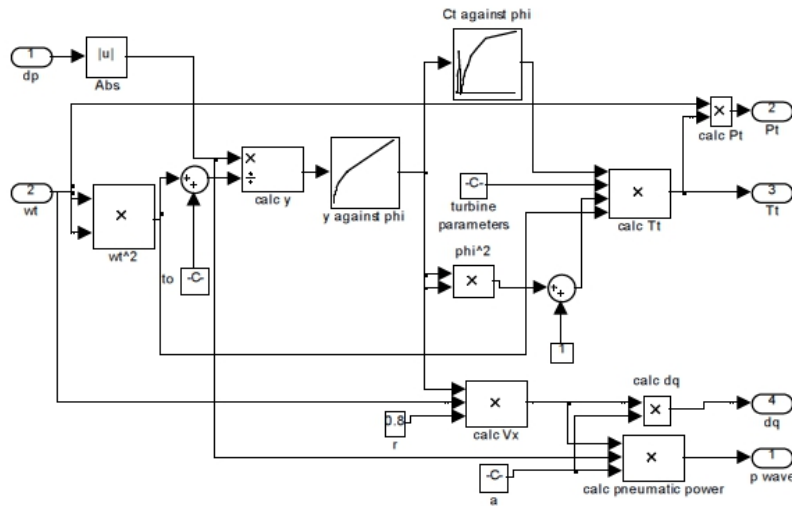 Ct against phi
1
dp
|u|
Abs
×
calc Pt
2
Pt
×
÷
calc y
y against phi
2
wt
×
wt^2
+
+
to
-C-
-C-
turbine
parameters
×
calc Tt
3
Tt
phi^2
×
+
+
1
0.8
r
×
calc Vx
calc dq
×
4
dq
-C-
a
×
calc pneumatic power
1
p wave